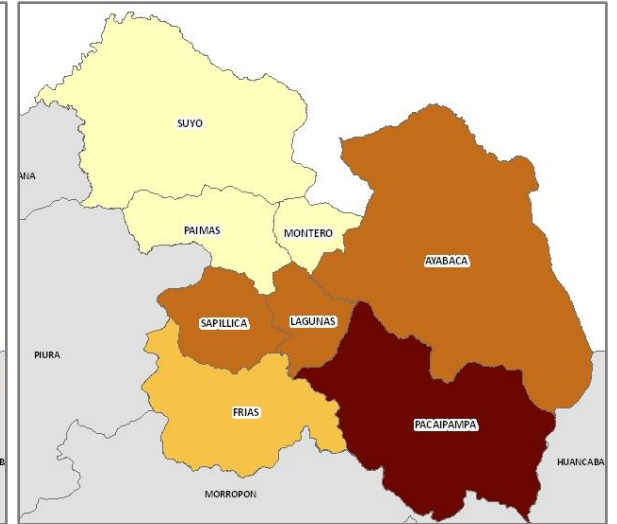 SUYO
ANA
PAIMAS
MONTERO
AYABACA
SAPILLICA
LAGUNAS
PIURA
FRIAS
PACAIPAMPA
B
HUANCABA
MORROPON